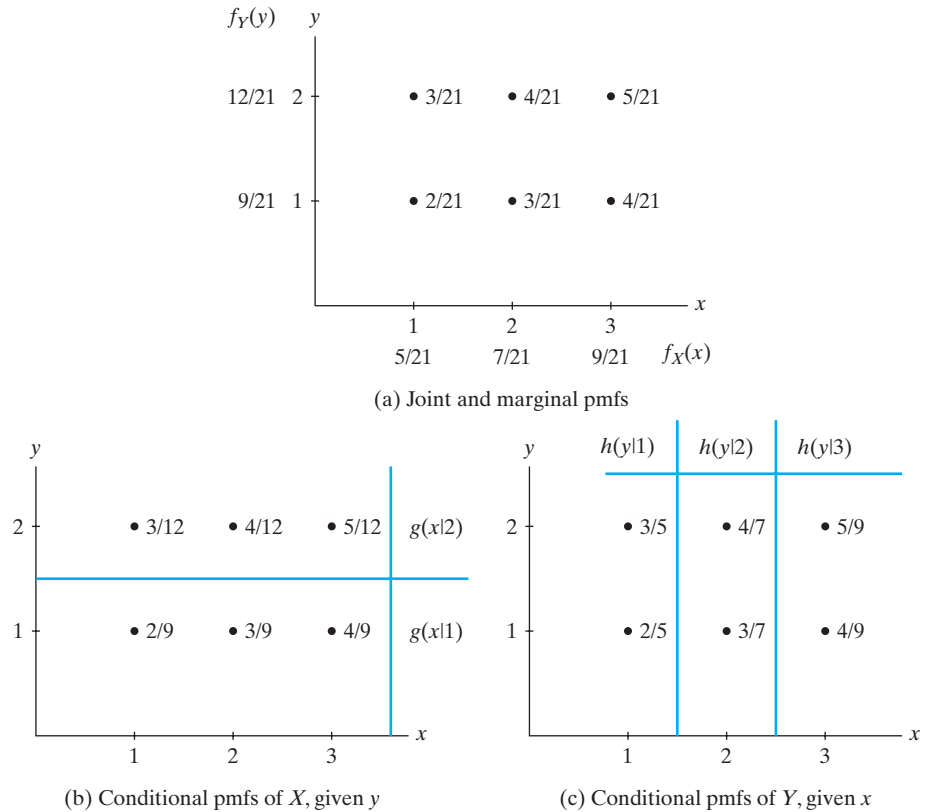 f_Y(y) y
12/21 2 3/21 4/21 5/21
9/21 1 2/21 3/21 4/21
x
1 2 3
5/21 7/21 9/21 f_X(x)
(a) Joint and marginal pmfs
y
2 3/12 4/12 5/12 g(x|2)
1 2/9 3/9 4/9 g(x|1)
x
1 2 3
(b) Conditional pmfs of X, given y
y h(y|1) h(y|2) h(y|3)
2 3/5 4/7 5/9
1 2/5 3/7 4/9
x
1 2 3
(c) Conditional pmfs of Y, given x